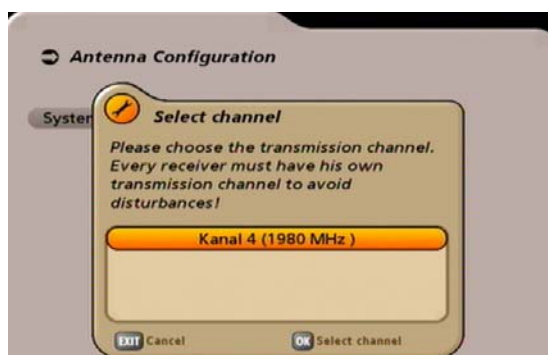 Antenna Configuration
System
Select channel
Please choose the transmission channel.
Every receiver must have his own
transmission channel to avoid
disturbances!
Kanal 4 (1980 MHz )
EXIT Cancel
OK Select channel